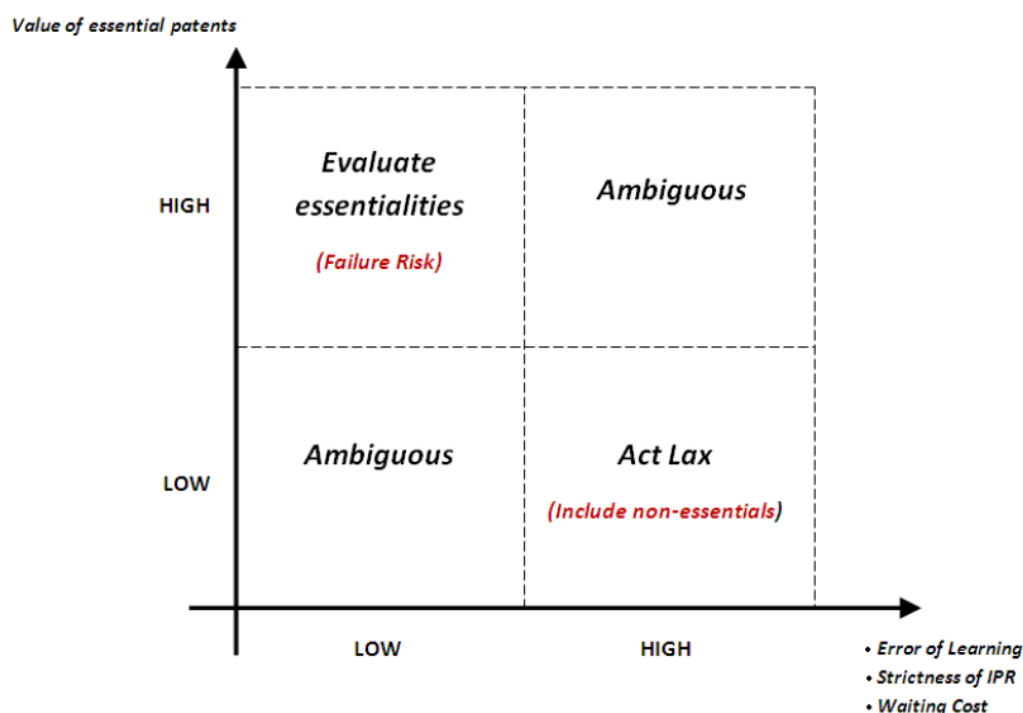 Value of essential patents
Evaluate
essentialities
(Failure Risk)
Ambiguous
HIGH
Ambiguous
Act Lax
(Include non-essentials)
LOW
LOW
HIGH
• Error of Learning
• Strictness of IPR
• Waiting Cost